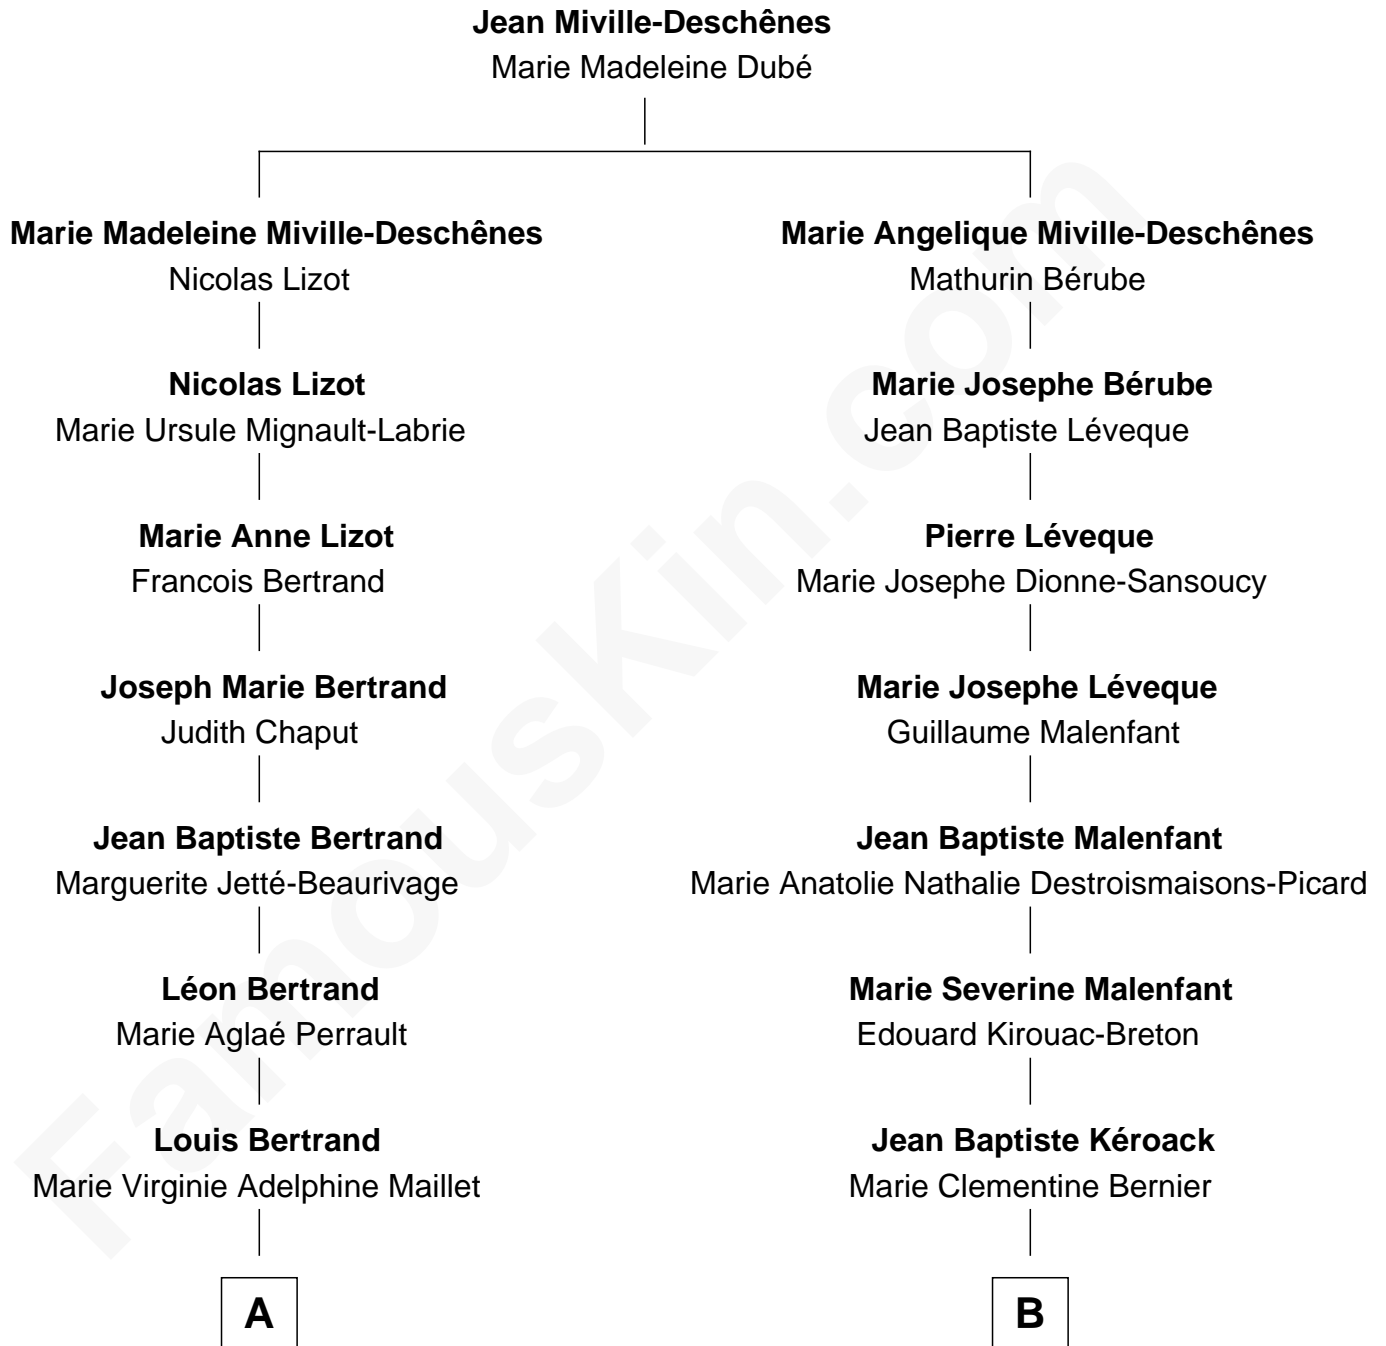 Jean Miville-Deschênes
Marie Madeleine Dubé
Marie Madeleine Miville-Deschênes
Nicolas Lizot
Marie Angelique Miville-Deschênes
Mathurin Bérube
Nicolas Lizot
Marie Ursule Mignault-Labrie
Marie Josephe Bérube
Jean Baptiste Léveque
Marie Anne Lizot
Francois Bertrand
Pierre Léveque
Marie Josephe Dionne-Sansoucy
Joseph Marie Bertrand
Judith Chaput
Marie Josephe Léveque
Guillaume Malenfant
Jean Baptiste Bertrand
Marguerite Jetté-Beaurivage
Jean Baptiste Malenfant
Marie Anatolie Nathalie Destroismaisons-Picard
Léon Bertrand
Marie Aglaé Perrault
Marie Severine Malenfant
Edouard Kirouac-Breton
Louis Bertrand
Marie Virginie Adelphine Maillet
Jean Baptiste Kéroack
Marie Clementine Bernier
A
B
FamousKin.com